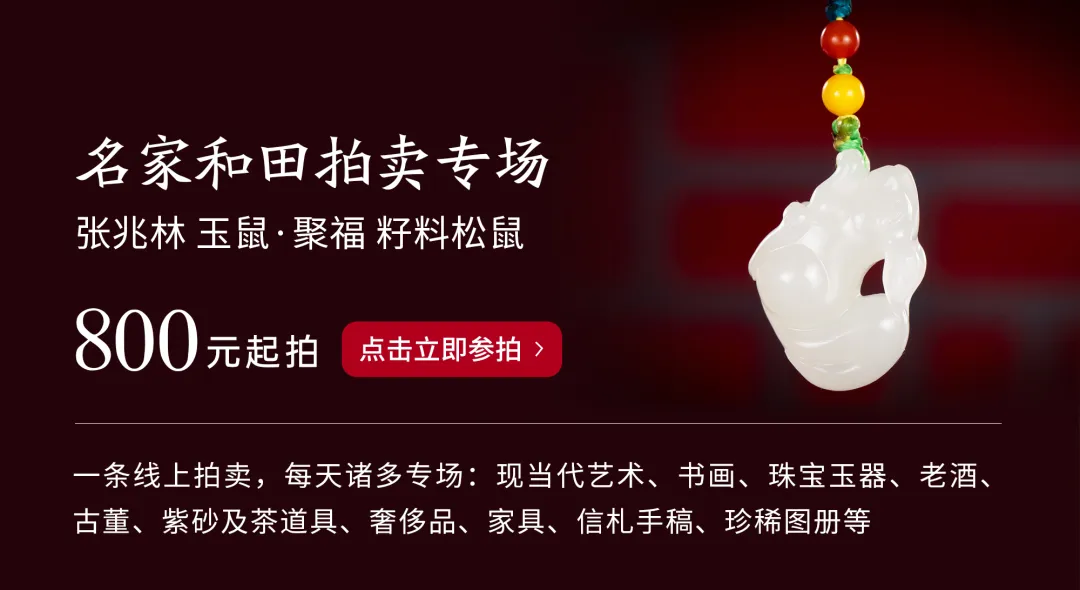 名家和田拍卖专场
张兆林 玉鼠·聚福 籽料松鼠
800元起拍
点击立即参拍 >
一条线上拍卖，每天诸多专场：现当代艺术、书画、珠宝玉器、老酒、
古董、紫砂及茶道具、奢侈品、家具、信札手稿、珍稀图册等